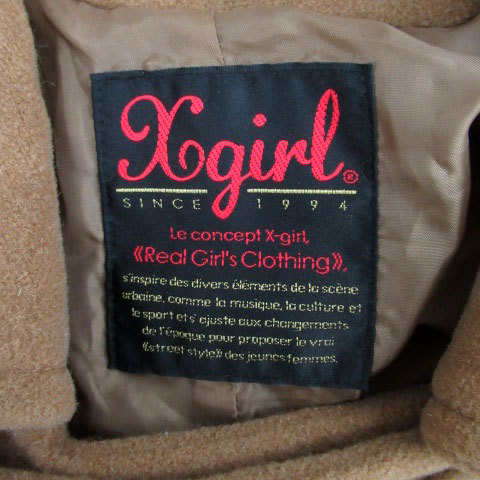 Xgirl®
SINCE 1994
Le concept X-girl,
《Real Girl's Clothing》,
s'inspire des divers éléments de la scène
urbaine, comme la musique, la culture et
le sport et s'ajuste aux changements
de l'époque pour proposer le vrai
《street style》 des jeunes femmes.